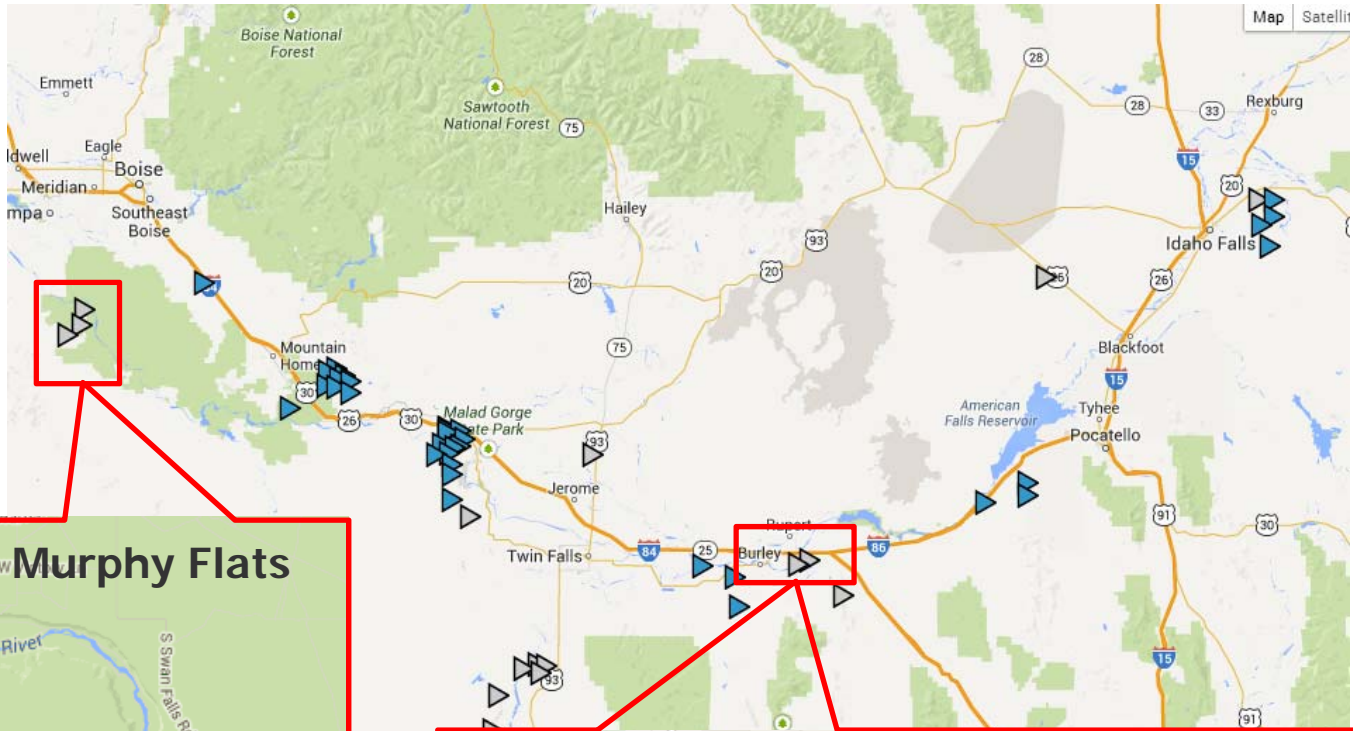 Map
Satellit
Boise National
Forest
28
Emmett
Sawtooth
National Forest
75
28
33
Rexburg
Eagle
ldwell
Boise
15
Meridian
20
mpa
Southeast
Boise
Hailey
93
Idaho Falls
20
20
26
75
Mountain
Home
Blackfoot
15
30
26
30
Malad Gorge
ate Park
American
Falls Reservoir
Tyhee
Pocatello
93
Jerome
Rupert
91
30
Twin Falls
84
25
Burley
86
Murphy Flats
River
S Swan Falls R
93
15
91